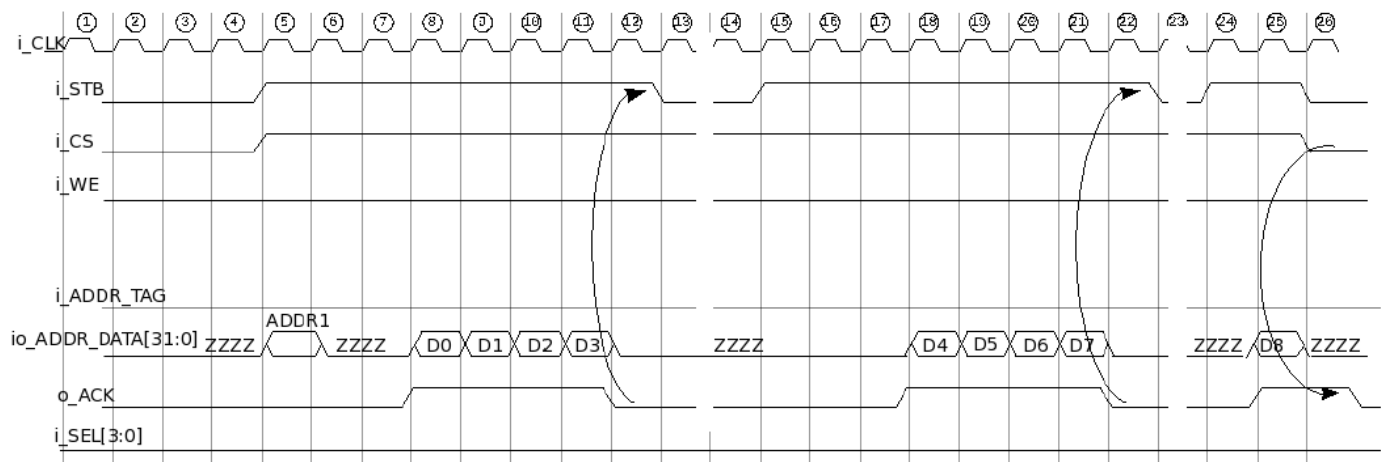 1 2 3 4 5 6 7 8 9 10 11 12 13 14 15 16 17 18 19 20 21 22 23 24 25 26
i_CLK
i_STB
i_CS
i_WE
i_ADDR_TAG
ADDR1
io_ADDR_DATA[31:0] ZZZZ ZZZZ D0 D1 D2 D3 ZZZZ D4 D5 D6 D7 ZZZZ D8 ZZZZ
o_ACK
i_SEL[3:0]